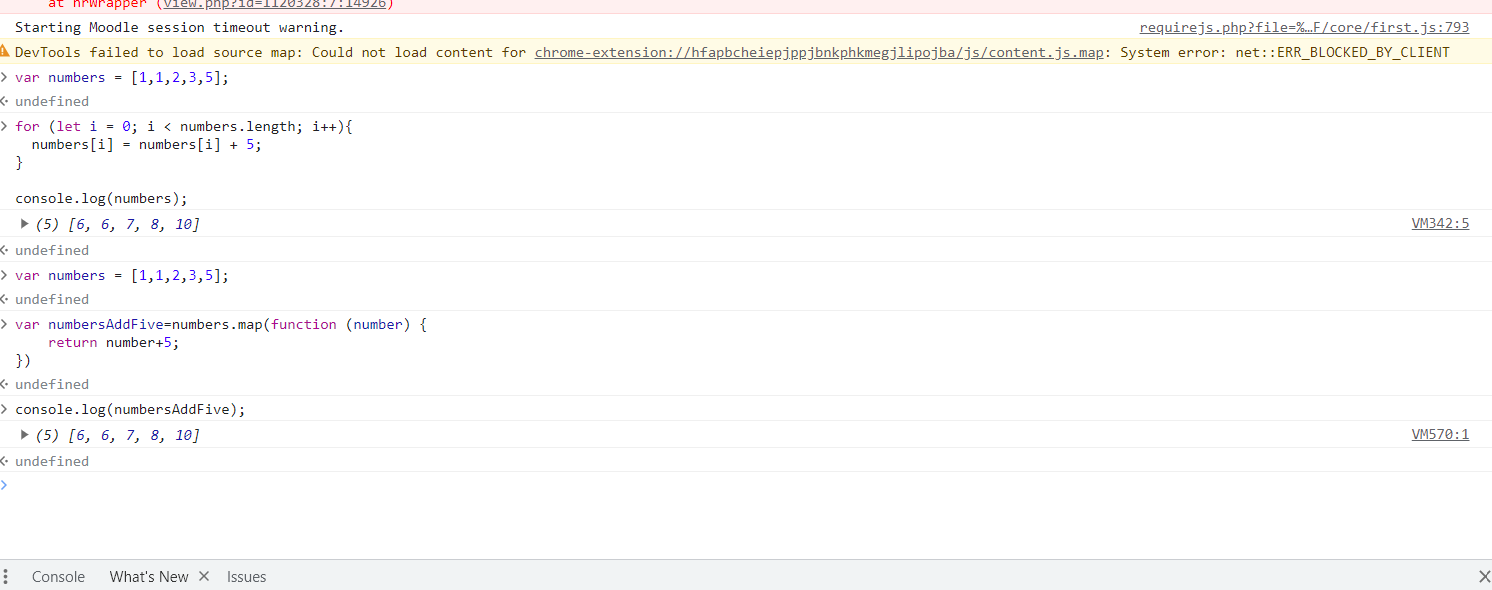 at hrWrapper (view.php?id=1120328:7:14926)
Starting Moodle session timeout warning. requirejs.php?file=%…F/core/first.js:793
DevTools failed to load source map: Could not load content for chrome-extension://hfapbcheiepjppjbnkphkmegjlipojba/js/content.js.map: System error: net::ERR_BLOCKED_BY_CLIENT
> var numbers = [1,1,2,3,5];
undefined
> for (let i = 0; i < numbers.length; i++){
numbers[i] = numbers[i] + 5;
}
console.log(numbers);
(5) [6, 6, 7, 8, 10] VM342:5
undefined
> var numbers = [1,1,2,3,5];
undefined
> var numbersAddFive=numbers.map(function (number) {
return number+5;
})
undefined
> console.log(numbersAddFive);
(5) [6, 6, 7, 8, 10] VM570:1
undefined
>
Console What's New Issues